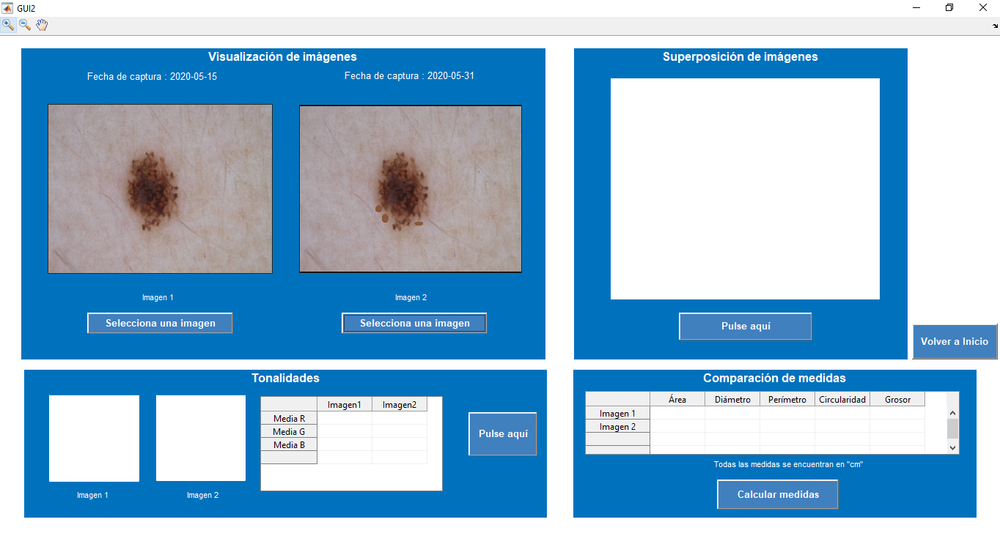 GUI2
Visualización de imágenes
Fecha de captura : 2020-05-15
Fecha de captura : 2020-05-31
Imagen 1
Imagen 2
Selecciona una imagen
Selecciona una imagen
Superposición de imágenes
Pulse aquí
Volver a Inicio
Tonalidades
Imagen1 Imagen2
Media R
Media G
Media B
Pulse aquí
Imagen 1
Imagen 2
Comparación de medidas
Área Diámetro Perímetro Circularidad Grosor
Imagen 1
Imagen 2
Todas las medidas se encuentran en "cm"
Calcular medidas